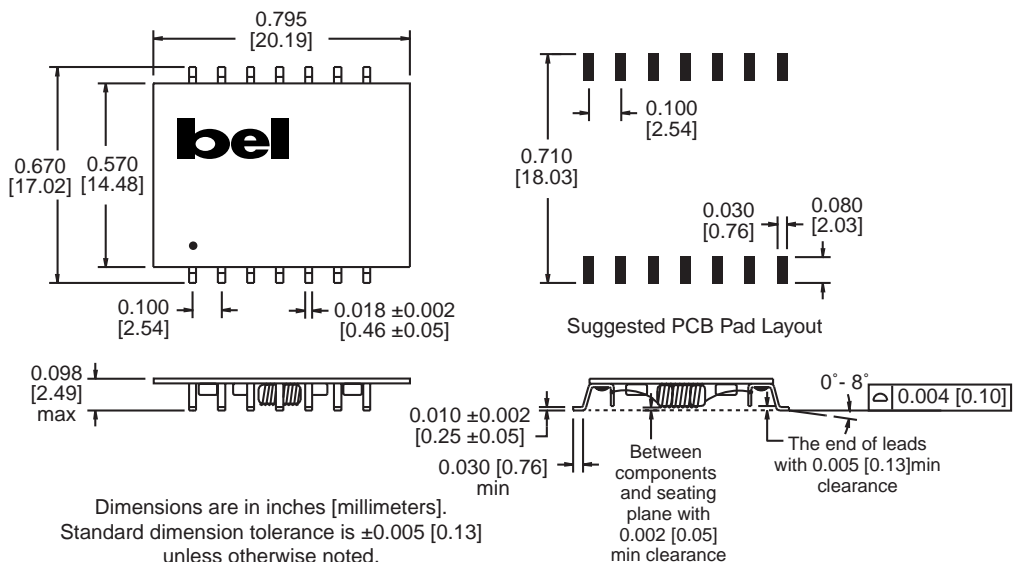 0.795
[20.19]
0.670
[17.02]
0.570
[14.48]
bel
0.100
[2.54]
0.018 ±0.002
[0.46 ±0.05]
0.710
[18.03]
0.100
[2.54]
0.030
[0.76]
0.080
[2.03]
Suggested PCB Pad Layout
0.098
[2.49]
max
0.010 ±0.002
[0.25 ±0.05]
0.030 [0.76]
min
Between
components
and seating
plane with
0.002 [0.05]
min clearance
0°- 8°
0.004 [0.10]
The end of leads
with 0.005 [0.13]min
clearance
Dimensions are in inches [millimeters].
Standard dimension tolerance is ±0.005 [0.13]
unless otherwise noted.